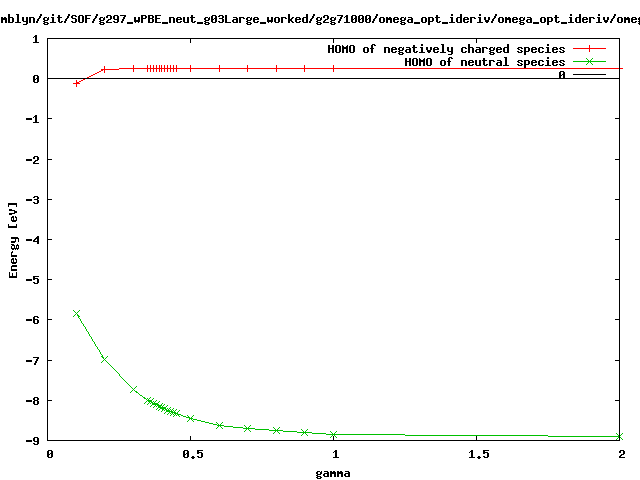 mblyn/git/SOF/g297_wPBE_neut_g03Large_worked/g2g71000/omega_opt_ideriv/omega_opt_ideriv/ome
HOMO of negatively charged species
HOMO of neutral species
0
1
0
-1
-2
-3
-4
-5
-6
-7
-8
-9
Energy [eV]
0 0.5 1 1.5 2
gamma